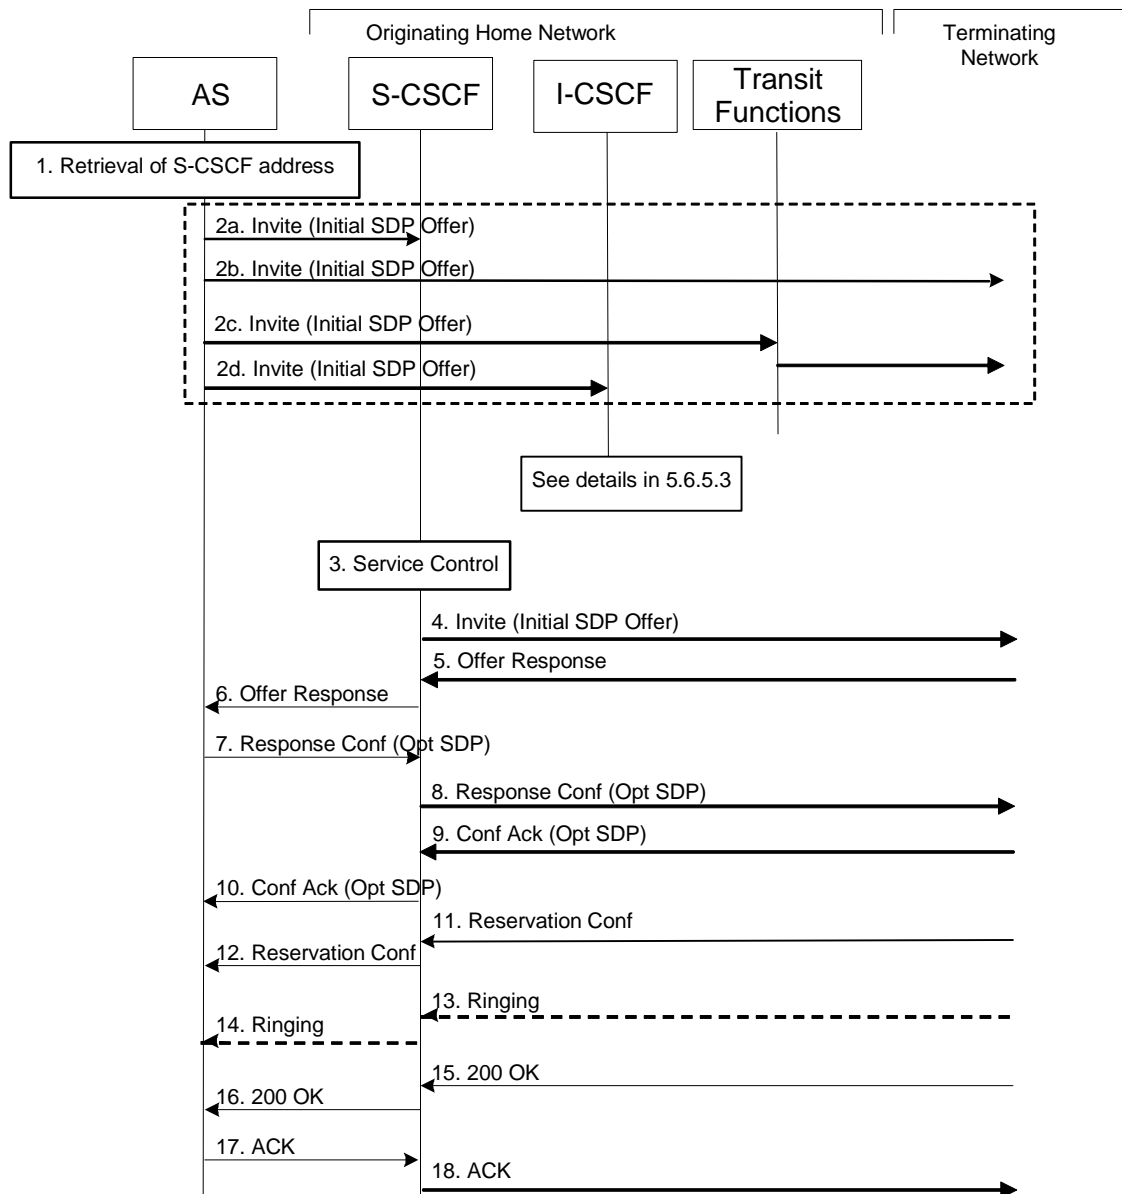 Originating Home Network
Terminating
Network
AS
S-CSCF
I-CSCF
Transit
Functions
1. Retrieval of S-CSCF address
2a. Invite (Initial SDP Offer)
2b. Invite (Initial SDP Offer)
2c. Invite (Initial SDP Offer)
2d. Invite (Initial SDP Offer)
See details in 5.6.5.3
3. Service Control
4. Invite (Initial SDP Offer)
5. Offer Response
6. Offer Response
7. Response Conf (Opt SDP)
8. Response Conf (Opt SDP)
9. Conf Ack (Opt SDP)
10. Conf Ack (Opt SDP)
11. Reservation Conf
12. Reservation Conf
13. Ringing
14. Ringing
15. 200 OK
16. 200 OK
17. ACK
18. ACK